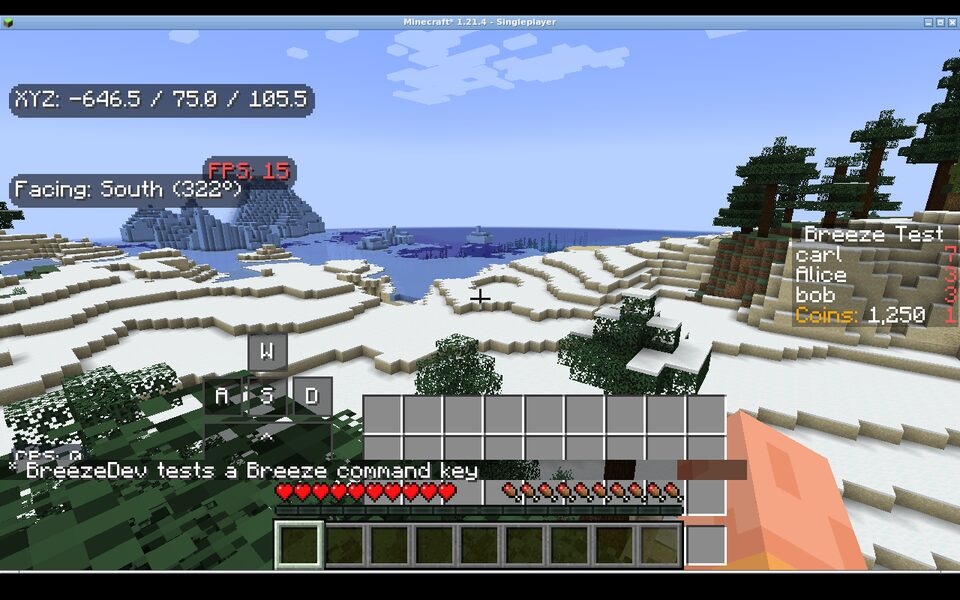 Minecraft* 1.21.4 - Singleplayer
XYZ: -646.5 / 75.0 / 105.5
FPS: 15
Facing: South (322°)
Breeze Test
carl 7
Alice 3
bob 3
Coins: 1,250 1
W
A S D
* BreezeDev tests a Breeze command key